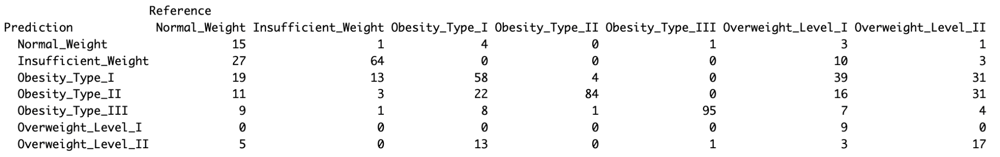 Reference
Prediction Normal_Weight Insufficient_Weight Obesity_Type_I Obesity_Type_II Obesity_Type_III Overweight_Level_I Overweight_Level_II
Normal_Weight 15 1 4 0 1 3 1
Insufficient_Weight 27 64 0 0 0 10 3
Obesity_Type_I 19 13 58 4 0 39 31
Obesity_Type_II 11 3 22 84 0 16 31
Obesity_Type_III 9 1 8 1 95 7 4
Overweight_Level_I 0 0 0 0 0 9 0
Overweight_Level_II 5 0 13 0 1 3 17